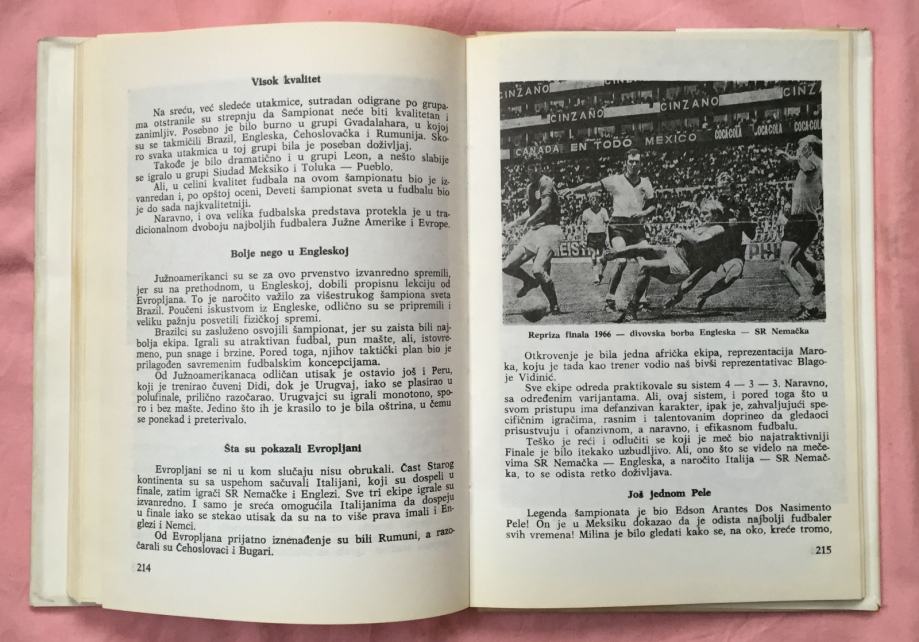 Visok kvalitet
Na sreću, već sledeće utakmice, sutradan odigrane po grupa-
ma otstranile su strepnju da Šampionat neće biti kvalitetan i
zanimljiv. Posebno je bilo burno u grupi Gvadalahara, u kojoj
su se takmičili Brazil, Engleska, Čehoslovačka i Rumunija. Sko-
ro svaka utakmica u toj grupi bila je poseban doživljaj.
Takođe je bilo dramatično i u grupi Leon, a nešto slabije
se igralo u grupi Siudad Meksiko i Toluka — Pueblo.
Ali, u celini kvalitet fudbala na ovom šampionatu bio je iz-
vanredan i, po opštoj oceni, Deveti šampionat sveta u fudbalu bio
je do sada najkvalitetniji.
Naravno, i ova velika fudbalska predstava protekla je u tra-
dicionalnom dvoboju najboljih fudbalera Južne Amerike i Evrope.
Bolje nego u Engleskoj
Južnoamerikanci su se za ovo prvenstvo izvanredno spremili,
jer su na prethodnom, u Engleskoj, dobili propisnu lekciju od
Evropljana. To je naročito važilo za višestrukog šampiona sveta
Brazil. Poučeni iskustvom iz Engleske, odlično su se pripremili i
veliku pažnju posvetili fizičkoj spremi.
Brazilci su zasluženo osvojili šampionat, jer su zaista bili naj-
bolja ekipa. Igrali su atraktivan fudbal, pun mašte, ali, istovre-
meno, pun snage i brzine. Pored toga, njihov taktički plan bio je
prilagođen savremenim fudbalskim koncepcijama.
Od Južnoamerikanaca odličan utisak je ostavio još i Peru,
koji je trenirao čuveni Didi, dok je Urugvaj, iako se plasirao u
polufinale, prilično razočarao. Urugvajci su igrali monotono, spo-
ro i bez mašte. Jedino što ih je krasilo to je bila oštrina, u čemu
se ponekad i preterivalo.
Šta su pokazali Evropljani
Evropljani se ni u kom slučaju nisu obrukali. Čast Starog
kontinenta su sa uspehom sačuvali Italijani, koji su dospeli u
finale, zatim igrači SR Nemačke i Englezi. Sve tri ekipe igrale su
izvanredno. I samo je sreća omogućila Italijanima da dospeju
u finale iako se stekao utisak da su na to više prava imali i En-
glezi i Nemci.
Od Evropljana prijatno iznenađenje su bili Rumuni, a razo-
čarali su Čehoslovaci i Bugari.
214
CINZANO
CINZANO
CINZANO
CINZANO
CINZANO
CANADA EN TODO MEXICO COCA-COLA COCA-COLA COCA-COLA
Repriza finala 1966 — divovska borba Engleska — SR Nemačka
Otkrovenje je bila jedna afrička ekipa, reprezentacija Maro-
ka, koju je tada kao trener vodio naš bivši reprezentativac Blago-
je Vidinić.
Sve ekipe odreda praktikovale su sistem 4 — 3 — 3. Naravno,
sa određenim varijantama. Ali, ovaj sistem, i pored toga što u
svom pristupu ima defanzivan karakter, ipak je, zahvaljujući spe-
cifičnim igračima, rasnim i talentovanim doprineo da gledaoci
prisustvuju i ofanzivnom, a naravno, i efikasnom fudbalu.
Teško je reći i odlučiti se koji je meč bio najatraktivniji
Finale je bilo itekako uzbudljivo. Ali, ono što se videlo na meče-
vima SR Nemačka — Engleska, a naročito Italija — SR Nemač-
ka, to se odista retko doživljava.
Još jednom Pele
Legenda šampionata je bio Edson Arantes Dos Nasimento
Pele! On je u Meksiku dokazao da je odista najbolji fudbaler
svih vremena! Milina je bilo gledati kako se, na oko, kreće tromo,
215